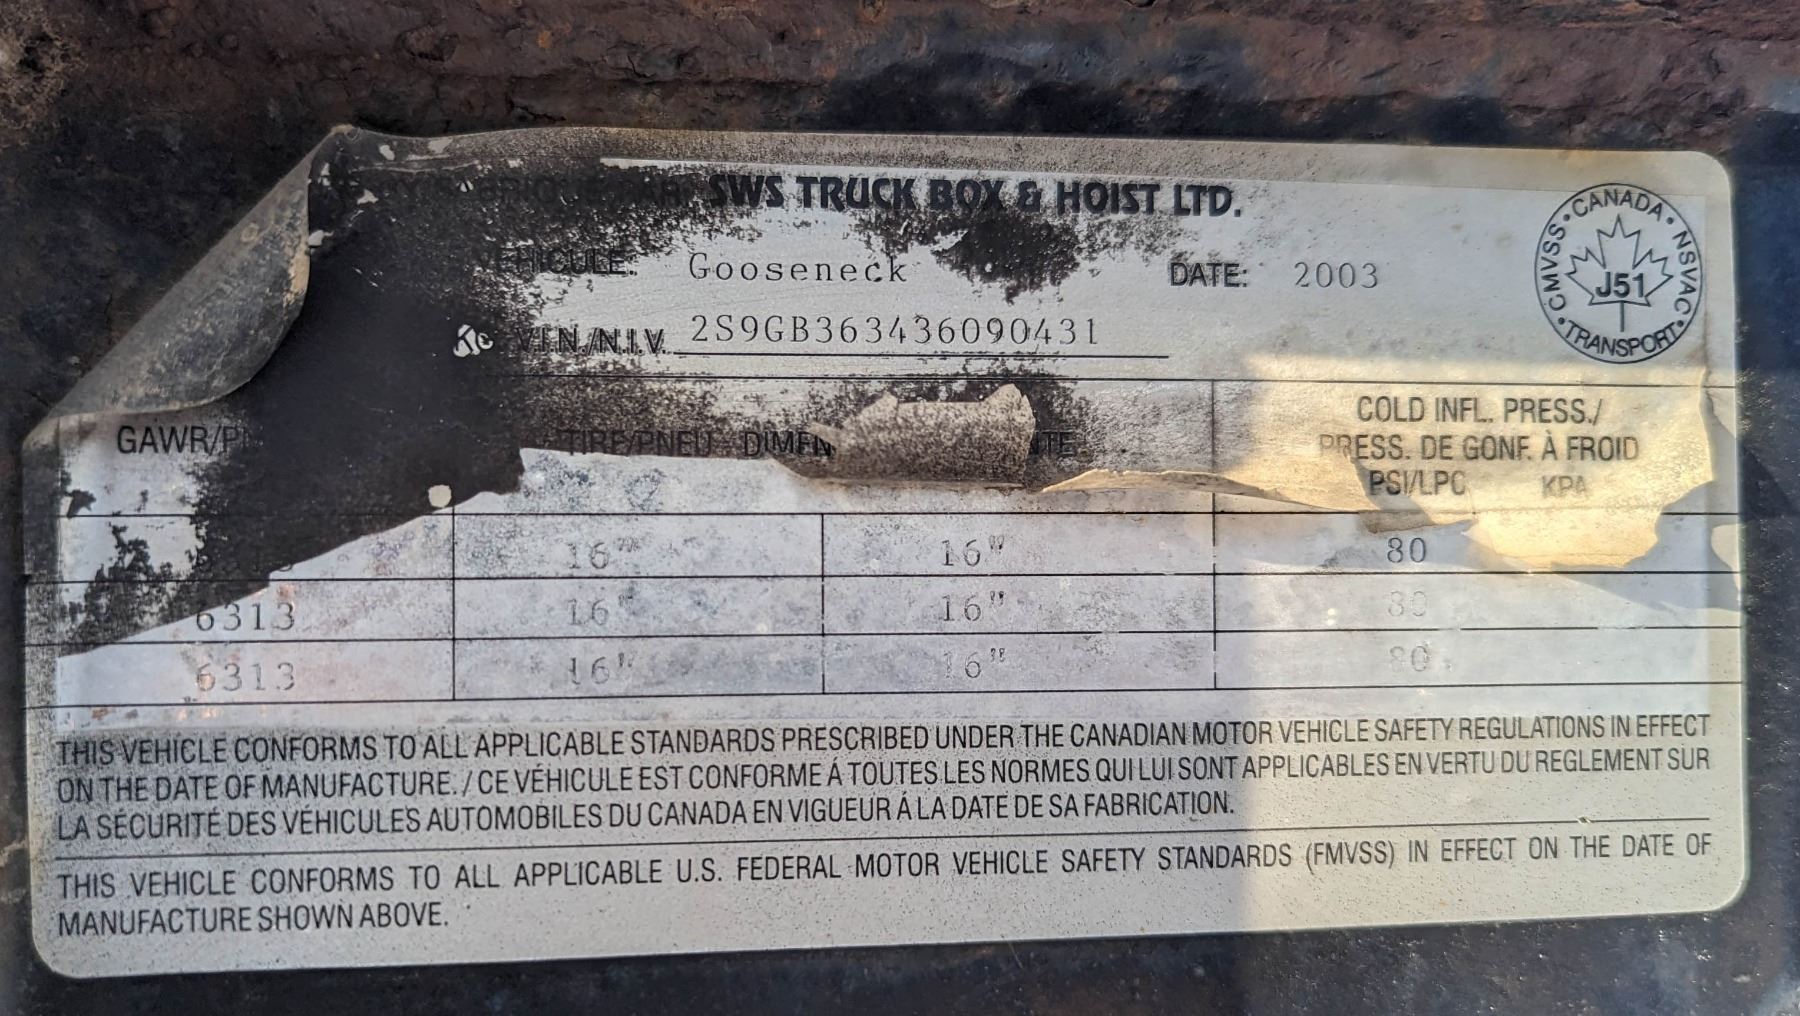 SWS TRUCK BOX & HOIST LTD.
VEHICULE: Gooseneck DATE: 2003
V.I.N./N.I.V. 2S9GB363436090431
CANADA • NSVAC • TRANSPORT • CMVSS •
J51
GAWR/P TIRE/PNEU DIMEN TE
COLD INFL. PRESS./
PRESS. DE GONF. À FROID
PSI/LPC KPA
16" 16" 80
6313 16" 16" 80
6313 16" 16" 80
THIS VEHICLE CONFORMS TO ALL APPLICABLE STANDARDS PRESCRIBED UNDER THE CANADIAN MOTOR VEHICLE SAFETY REGULATIONS IN EFFECT
ON THE DATE OF MANUFACTURE. / CE VÉHICULE EST CONFORME Á TOUTES LES NORMES QUI LUI SONT APPLICABLES EN VERTU DU REGLEMENT SUR
LA SÉCURITÉ DES VÉHICULES AUTOMOBILES DU CANADA EN VIGUEUR Á LA DATE DE SA FABRICATION.
THIS VEHICLE CONFORMS TO ALL APPLICABLE U.S. FEDERAL MOTOR VEHICLE SAFETY STANDARDS (FMVSS) IN EFFECT ON THE DATE OF
MANUFACTURE SHOWN ABOVE.